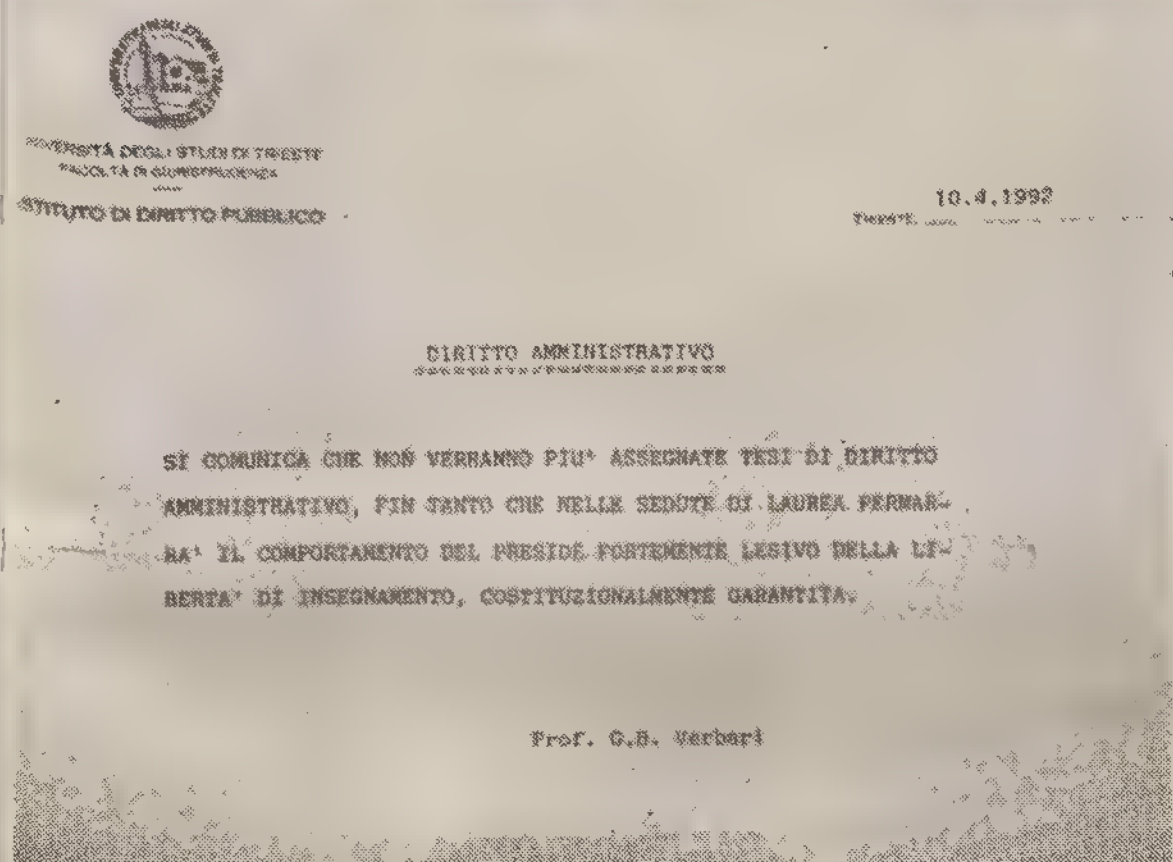 UNIVERSITÀ DEGLI STUDI DI TRIESTE
FACOLTÀ DI GIURISPRUDENZA
ISTITUTO DI DIRITTO PUBBLICO
10.4.1992
TRIESTE
DIRITTO AMMINISTRATIVO
SI COMUNICA CHE NON VERRANNO PIU' ASSEGNATE TESI DI DIRITTO
AMMINISTRATIVO, FIN TANTO CHE NELLE SEDUTE DI LAUREA PERMAR-
RA' IL COMPORTAMENTO DEL PRESIDE FORTEMENTE LESIVO DELLA LI-
BERTA' DI INSEGNAMENTO, COSTITUZIONALMENTE GARANTITA.
Prof. G.B. Verbari